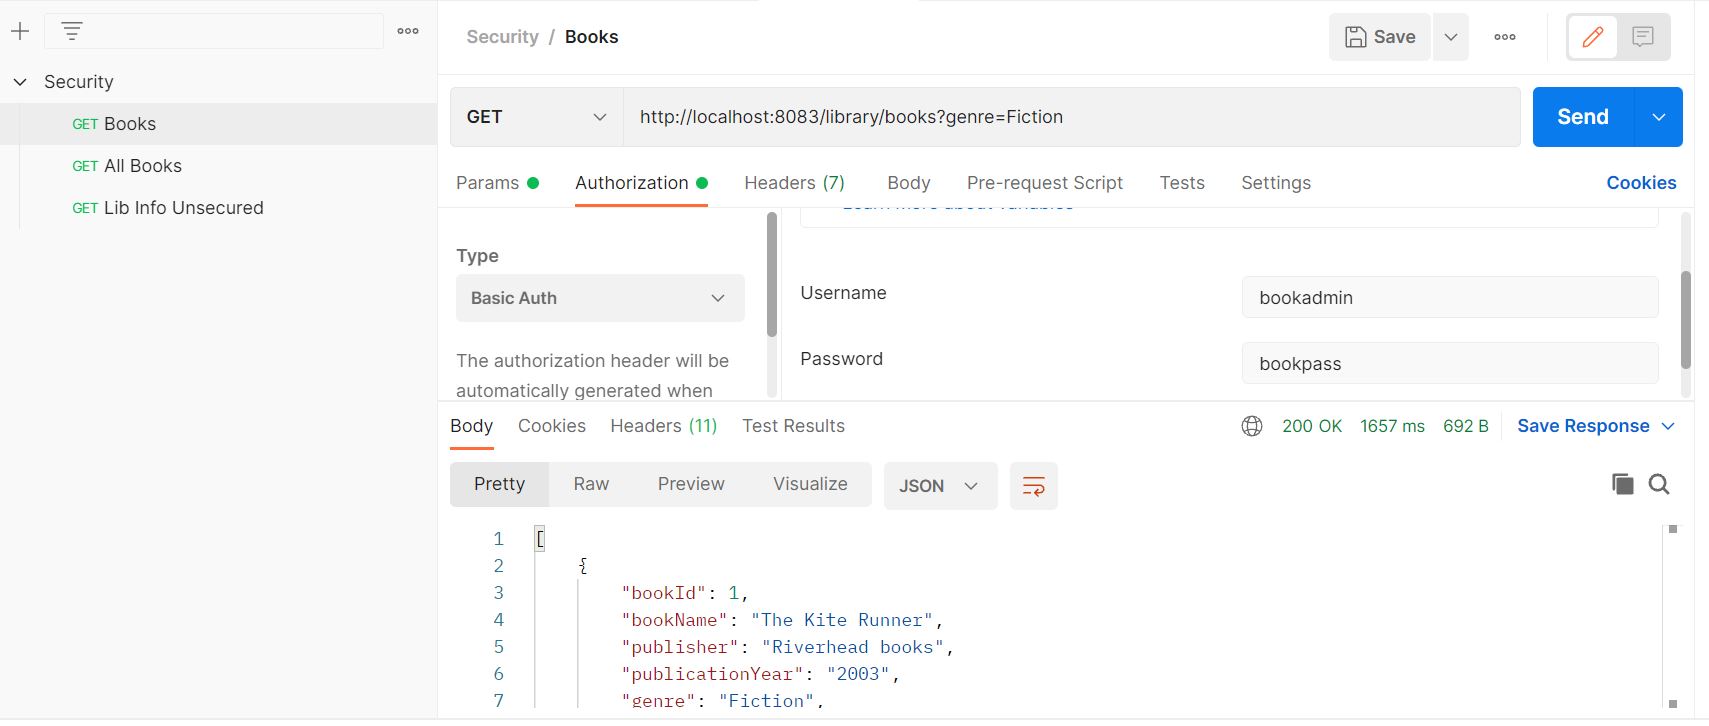 Security / Books
Save
Security
GET Books
GET All Books
GET Lib Info Unsecured
GET
http://localhost:8083/library/books?genre=Fiction
Send
Params
Authorization
Headers (7)
Body
Pre-request Script
Tests
Settings
Cookies
Learn more about variables
Type
Basic Auth
The authorization header will be
automatically generated when
Username
bookadmin
Password
bookpass
Body
Cookies
Headers (11)
Test Results
200 OK
1657 ms
692 B
Save Response
Pretty
Raw
Preview
Visualize
JSON
1 [
2 {
3 "bookId": 1,
4 "bookName": "The Kite Runner",
5 "publisher": "Riverhead books",
6 "publicationYear": "2003",
7 "genre": "Fiction",